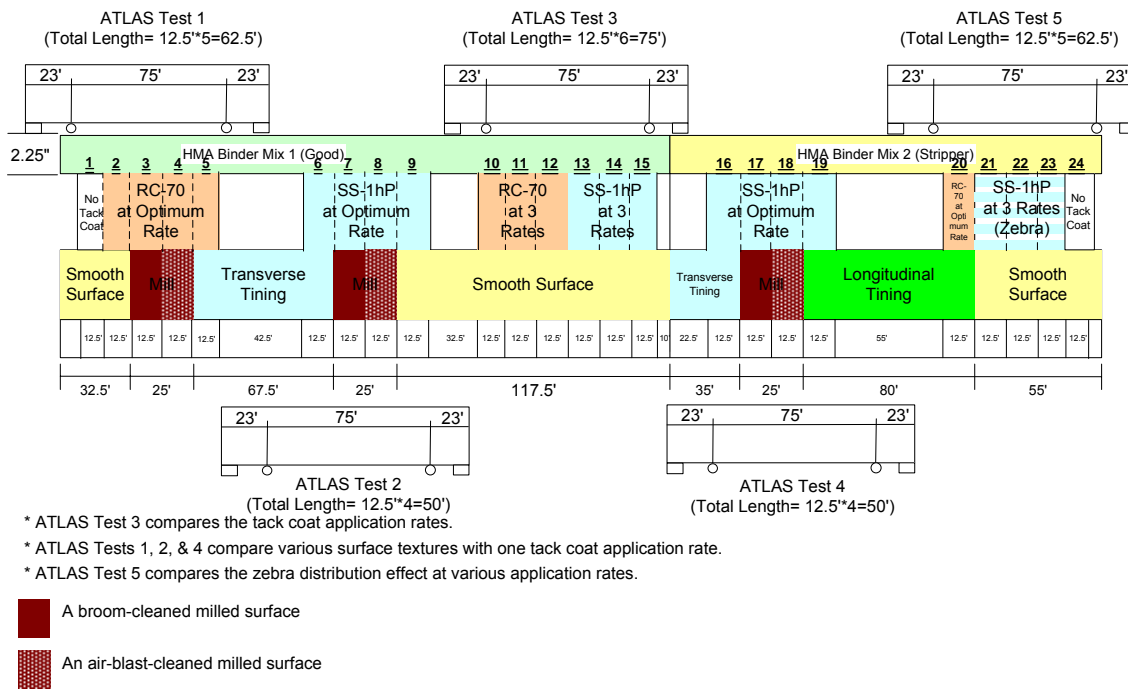 ATLAS Test 1
(Total Length= 12.5'*5=62.5')
ATLAS Test 3
(Total Length= 12.5'*6=75')
ATLAS Test 5
(Total Length= 12.5'*5=62.5')
23' 75' 23'
23' 75' 23'
23' 75' 23'
2.25"
HMA Binder Mix 1 (Good)
HMA Binder Mix 2 (Stripper)
1 2 3 4 5 6 7 8 9 10 11 12 13 14 15 16 17 18 19 20 21 22 23 24
No
Tack
Coat
RC-70
at Optimum
Rate
SS-1hP
at Optimum
Rate
RC-70
at 3
Rates
SS-1hP
at 3
Rates
SS-1hP
at Optimum
Rate
RC-
70
at
Opti
mum
Rate
SS-1hP
at 3 Rates
(Zebra)
No
Tack
Coat
Smooth
Surface
Mill
Transverse
Tining
Mill
Smooth Surface
Transverse
Tining
Mill
Longitudinal
Tining
Smooth
Surface
12.5' 12.5' 12.5' 12.5' 12.5' 42.5' 12.5' 12.5' 12.5' 12.5' 32.5' 12.5' 12.5' 12.5' 12.5' 12.5' 12.5' 10' 22.5' 12.5' 12.5' 12.5' 12.5' 55' 12.5' 12.5' 12.5' 12.5' 12.5'
32.5' 25' 67.5' 25' 117.5' 35' 25' 80' 55'
23' 75' 23'
23' 75' 23'
ATLAS Test 2
(Total Length= 12.5'*4=50')
ATLAS Test 4
(Total Length= 12.5'*4=50')
* ATLAS Test 3 compares the tack coat application rates.
* ATLAS Tests 1, 2, & 4 compare various surface textures with one tack coat application rate.
* ATLAS Test 5 compares the zebra distribution effect at various application rates.
A broom-cleaned milled surface
An air-blast-cleaned milled surface